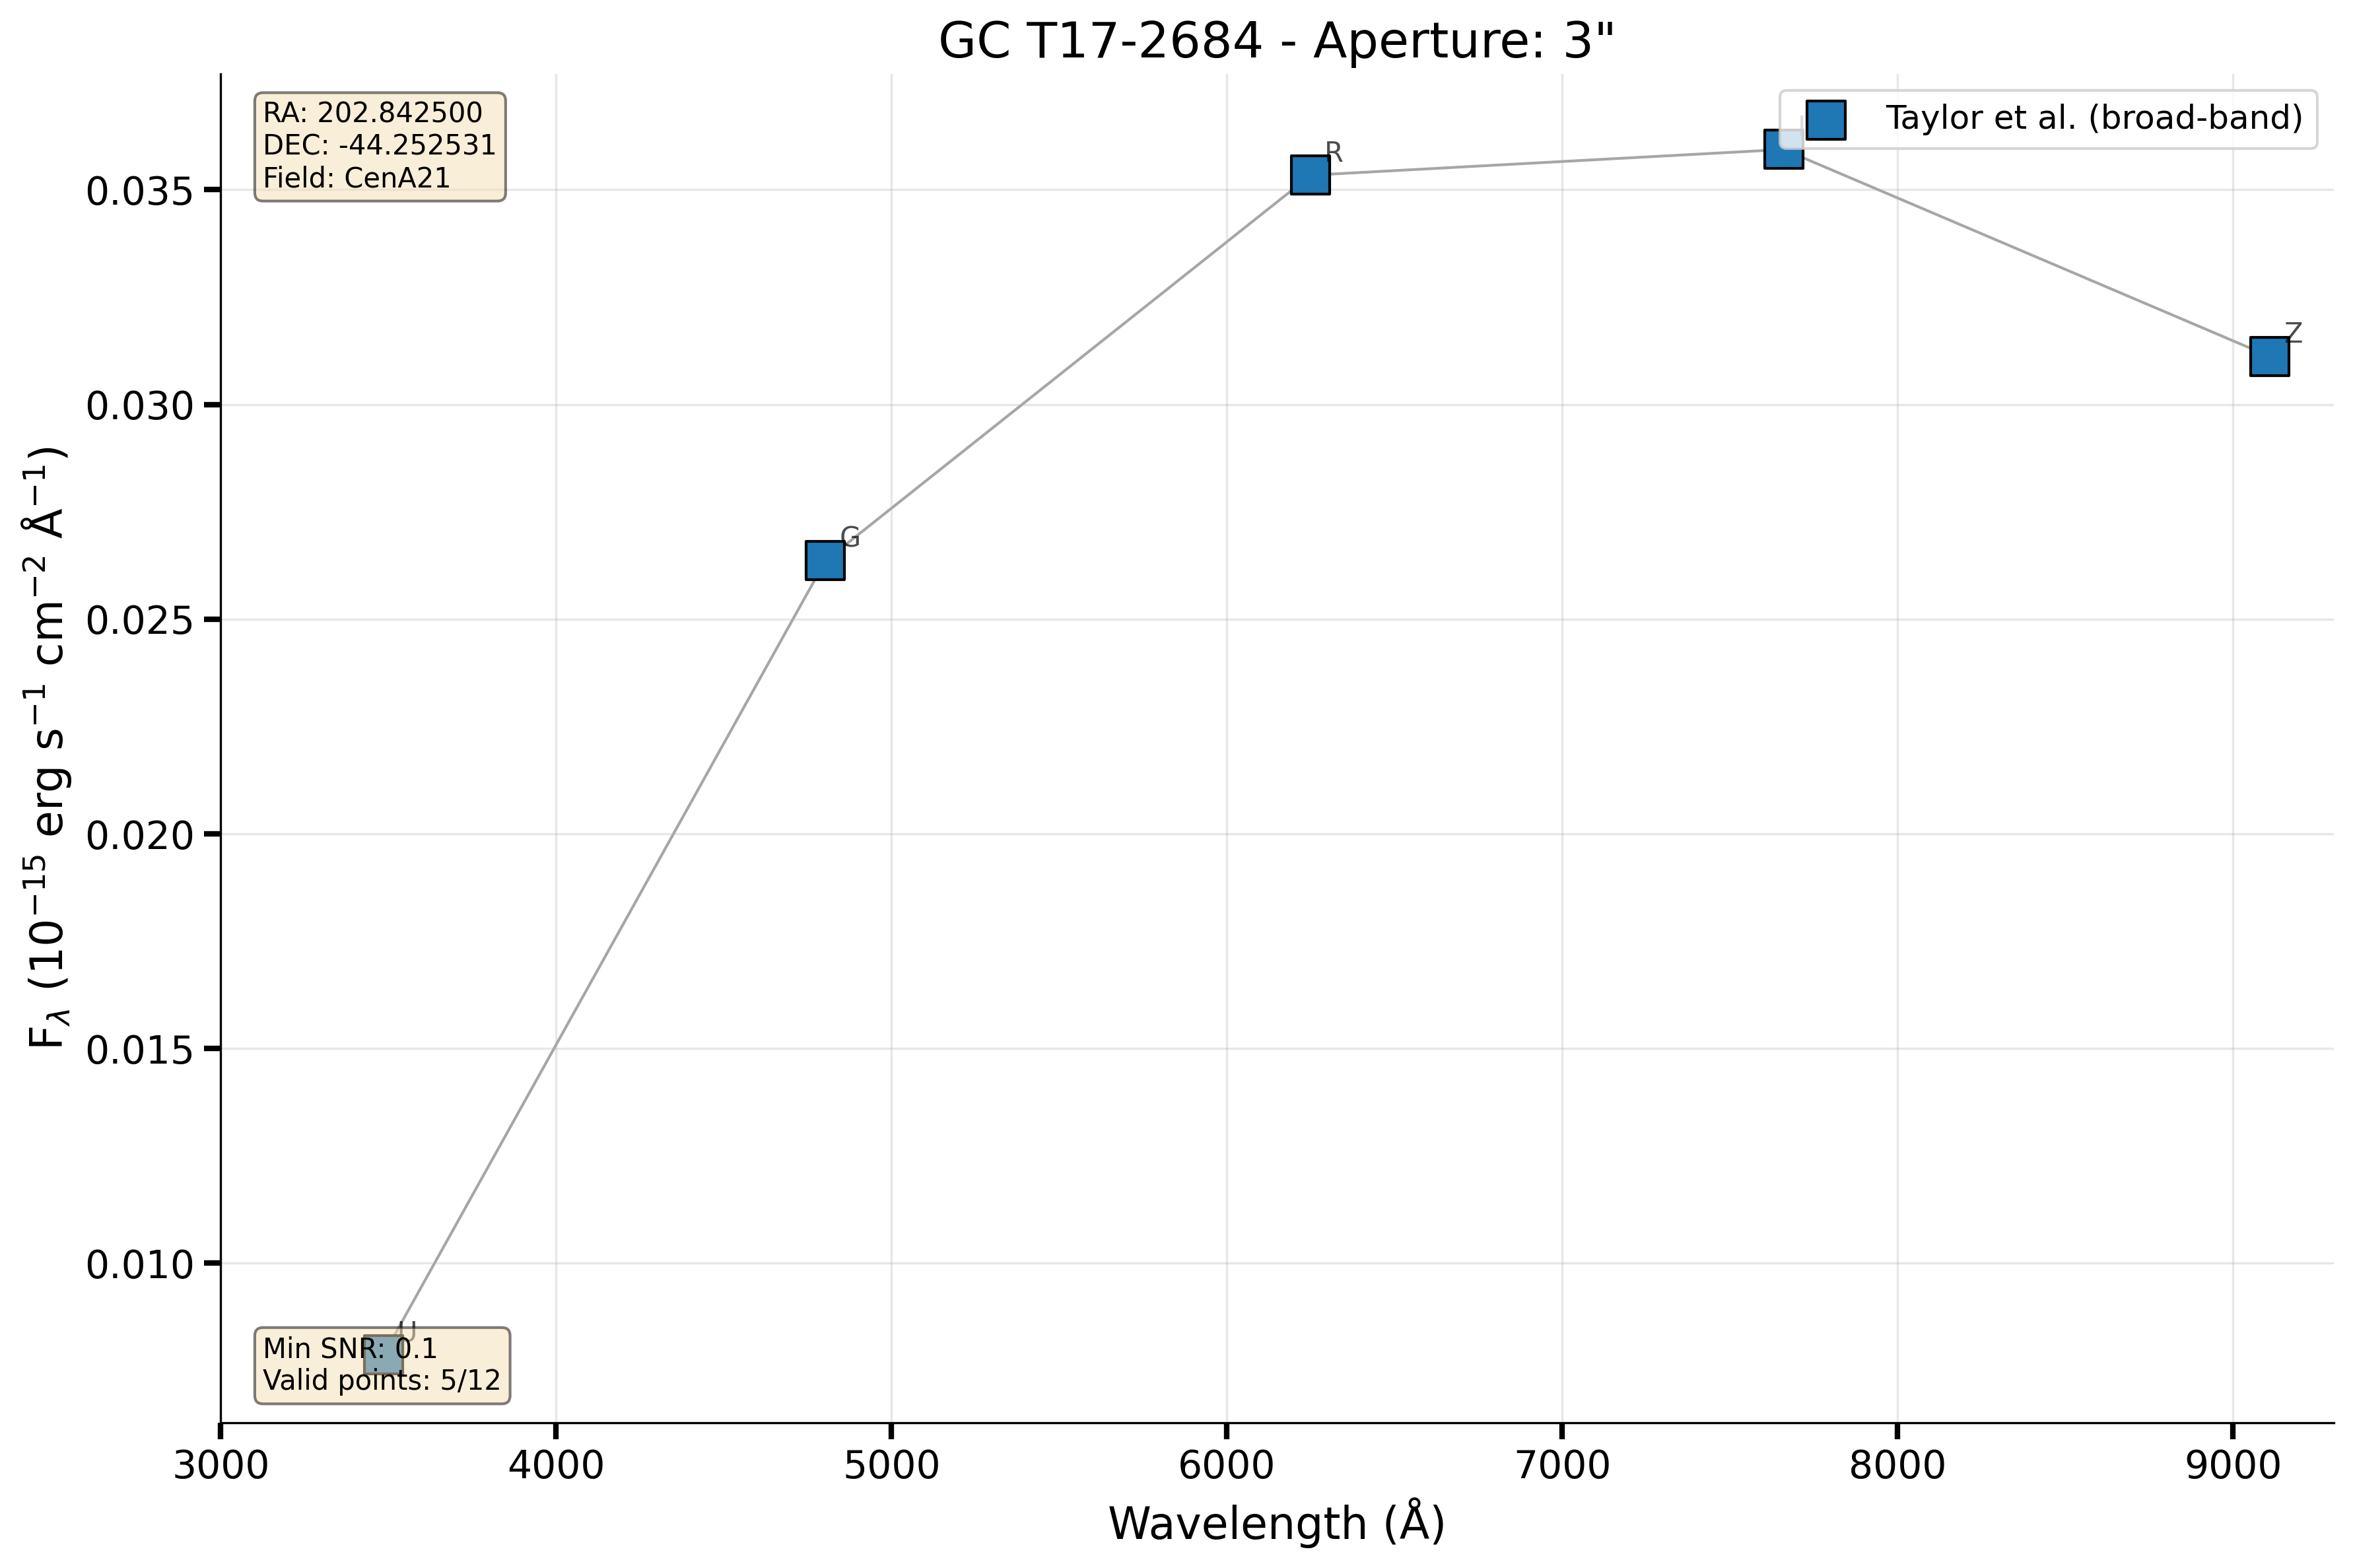 GC T17-2684 - Aperture: 3"
RA: 202.842500
DEC: -44.252531
Field: CenA21
Taylor et al. (broad-band)
R
Z
G
U
Min SNR: 0.1
Valid points: 5/12
0.035
0.030
0.025
0.020
0.015
0.010
F_λ (10⁻¹⁵ erg s⁻¹ cm⁻² Å⁻¹)
3000 4000 5000 6000 7000 8000 9000
Wavelength (Å)